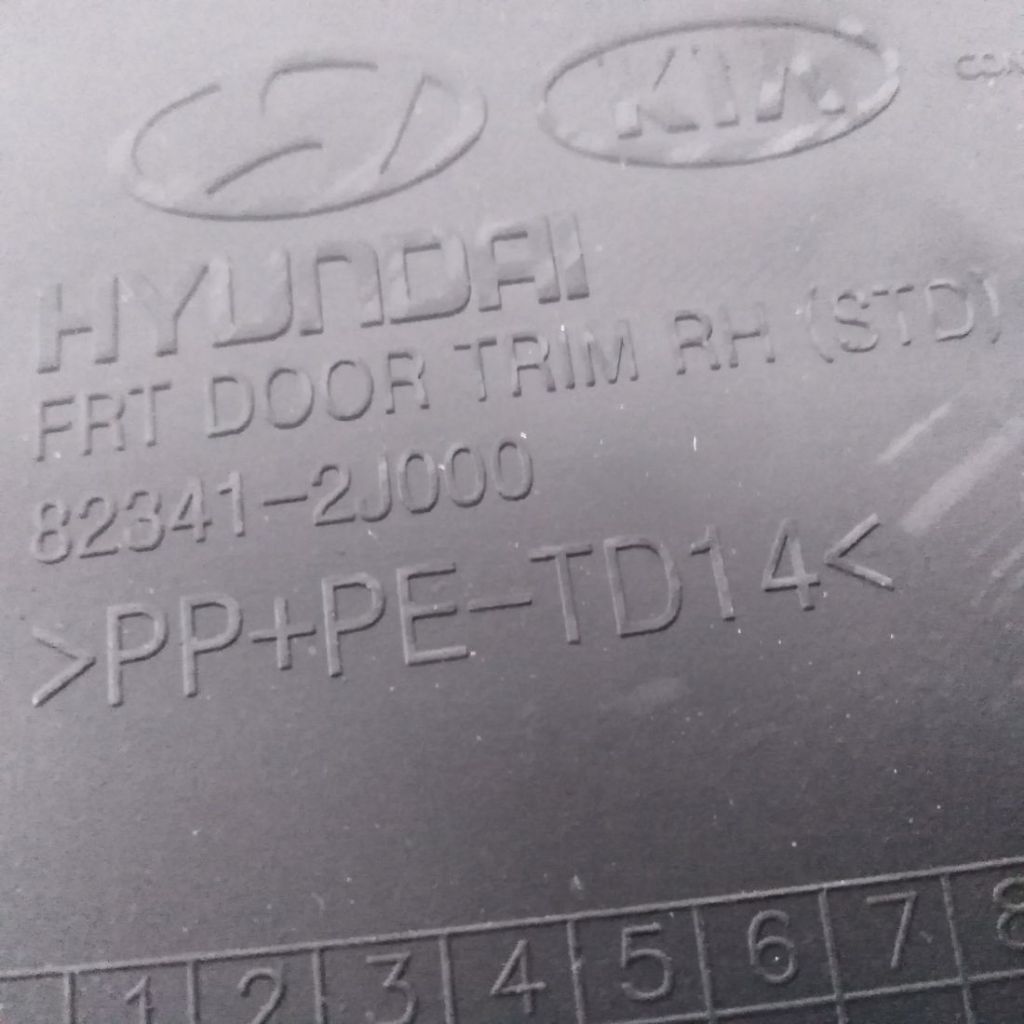 KIA
HYUNDAI
FRT DOOR TRIM RH (STD)
82341-2J000
>PP+PE-TD14<
1 2 3 4 5 6 7 8